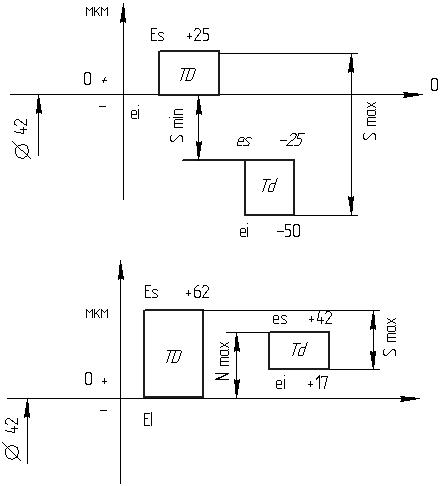 мкм
Es +25
TD
0 +
0
–
ei
Ø 42
S min
S max
es –25
Td
ei –50
Es +62
мкм
es +42
TD
Td
N max
S max
0 +
ei +17
–
EI
Ø 42